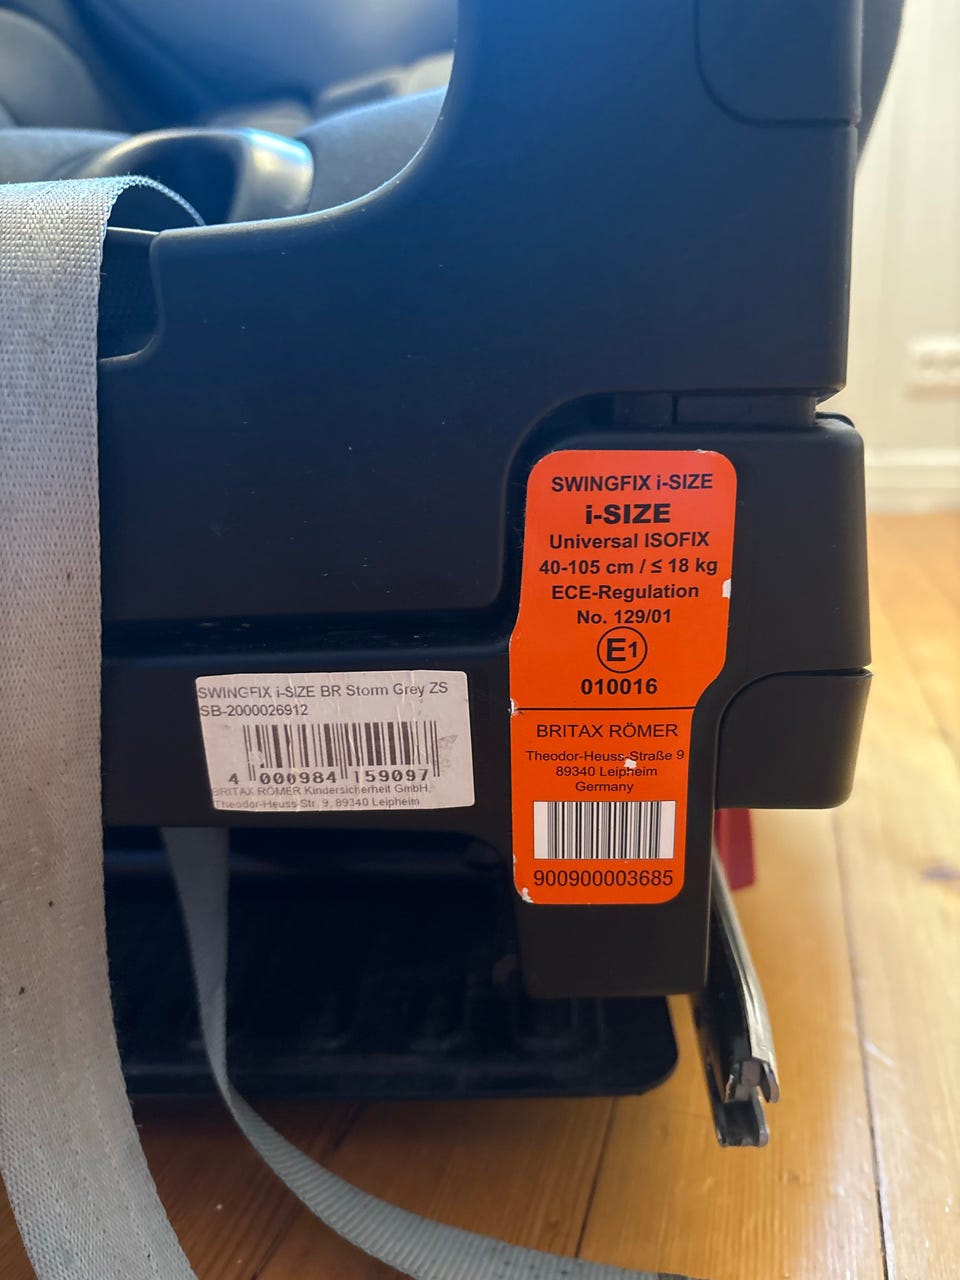 SWINGFIX i-SIZE
i-SIZE
Universal ISOFIX
40-105 cm / ≤ 18 kg
ECE-Regulation
No. 129/01
E1
010016
BRITAX RÖMER
Theodor-Heuss-Straße 9
89340 Leipheim
Germany
900900003685
SWINGFIX i-SIZE BR Storm Grey ZS
SB-2000026912
4 000984 159097
BRITAX RÖMER Kindersicherheit GmbH,
Theodor-Heuss-Str. 9, 89340 Leipheim